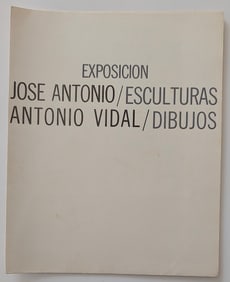 EXPOSICION
JOSE ANTONIO/ESCULTURAS
ANTONIO VIDAL/DIBUJOS